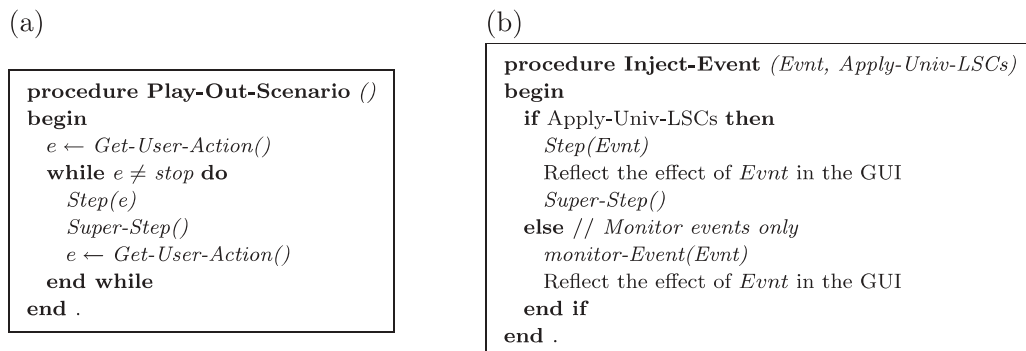 (a)
procedure Play-Out-Scenario ()
begin
e ← Get-User-Action()
while e ≠ stop do
Step(e)
Super-Step()
e ← Get-User-Action()
end while
end .
(b)
procedure Inject-Event (Evnt, Apply-Univ-LSCs)
begin
if Apply-Univ-LSCs then
Step(Evnt)
Reflect the effect of Evnt in the GUI
Super-Step()
else // Monitor events only
monitor-Event(Evnt)
Reflect the effect of Evnt in the GUI
end if
end .